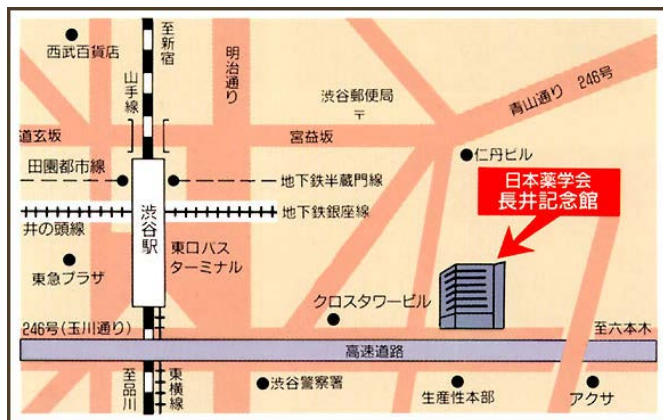 西武百貨店
至新宿
山手線
明治通り
渋谷郵便局
〒
青山通り 246号
道玄坂
宮益坂
仁丹ビル
田園都市線
地下鉄半蔵門線
日本薬学会
長井記念館
渋谷駅
地下鉄銀座線
井の頭線
東口バス
ターミナル
東急プラザ
クロスタワービル
246号(玉川通り)
至六本木
高速道路
至品川
東横線
渋谷警察署
生産性本部
アクサ